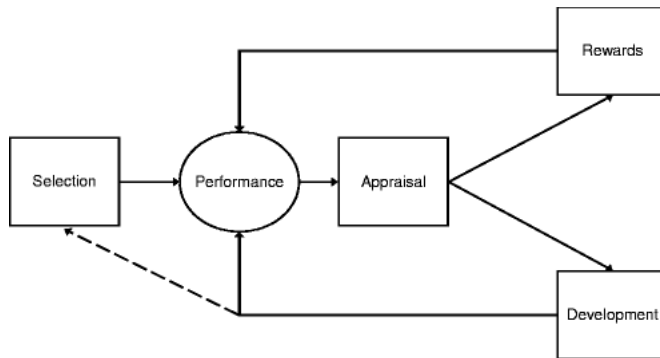 Rewards
Selection
Performance
Appraisal
Development